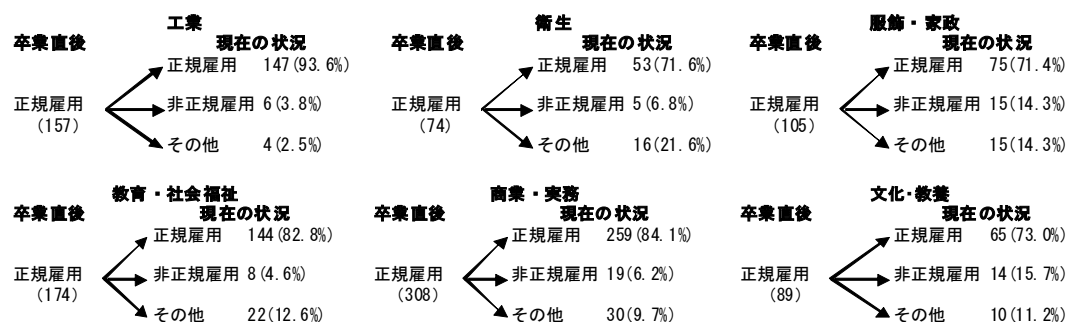 工業
卒業直後 現在の状況
正規雇用 147(93.6%)
正規雇用 非正規雇用 6(3.8%)
(157)
その他 4(2.5%)
衛生
卒業直後 現在の状況
正規雇用 53(71.6%)
正規雇用 非正規雇用 5(6.8%)
(74)
その他 16(21.6%)
服飾・家政
卒業直後 現在の状況
正規雇用 75(71.4%)
正規雇用 非正規雇用 15(14.3%)
(105)
その他 15(14.3%)
教育・社会福祉
卒業直後 現在の状況
正規雇用 144(82.8%)
正規雇用 非正規雇用 8(4.6%)
(174)
その他 22(12.6%)
商業・実務
卒業直後 現在の状況
正規雇用 259(84.1%)
正規雇用 非正規雇用 19(6.2%)
(308)
その他 30(9.7%)
文化・教養
卒業直後 現在の状況
正規雇用 65(73.0%)
正規雇用 非正規雇用 14(15.7%)
(89)
その他 10(11.2%)